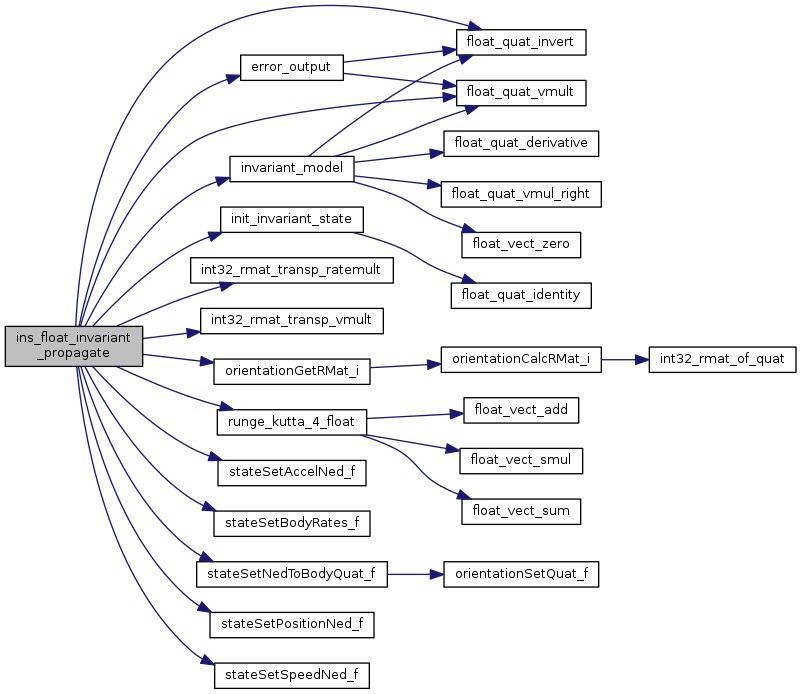 ins_float_invariant
_propagate
error_output
invariant_model
init_invariant_state
int32_rmat_transp_ratemult
int32_rmat_transp_vmult
orientationGetRMat_i
runge_kutta_4_float
stateSetAccelNed_f
stateSetBodyRates_f
stateSetNedToBodyQuat_f
stateSetPositionNed_f
stateSetSpeedNed_f
float_quat_invert
float_quat_vmult
float_quat_derivative
float_quat_vmul_right
float_vect_zero
float_quat_identity
orientationCalcRMat_i
float_vect_add
float_vect_smul
float_vect_sum
orientationSetQuat_f
int32_rmat_of_quat